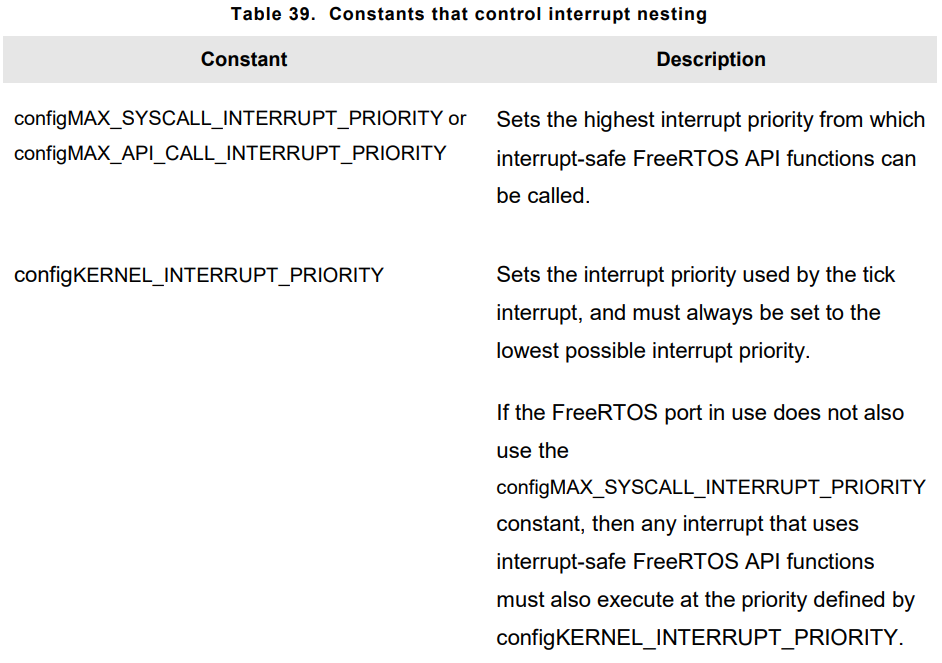 Table 39. Constants that control interrupt nesting
Constant Description
configMAX_SYSCALL_INTERRUPT_PRIORITY or
configMAX_API_CALL_INTERRUPT_PRIORITY
Sets the highest interrupt priority from which
interrupt-safe FreeRTOS API functions can
be called.
configKERNEL_INTERRUPT_PRIORITY
Sets the interrupt priority used by the tick
interrupt, and must always be set to the
lowest possible interrupt priority.
If the FreeRTOS port in use does not also
use the
configMAX_SYSCALL_INTERRUPT_PRIORITY
constant, then any interrupt that uses
interrupt-safe FreeRTOS API functions
must also execute at the priority defined by
configKERNEL_INTERRUPT_PRIORITY.